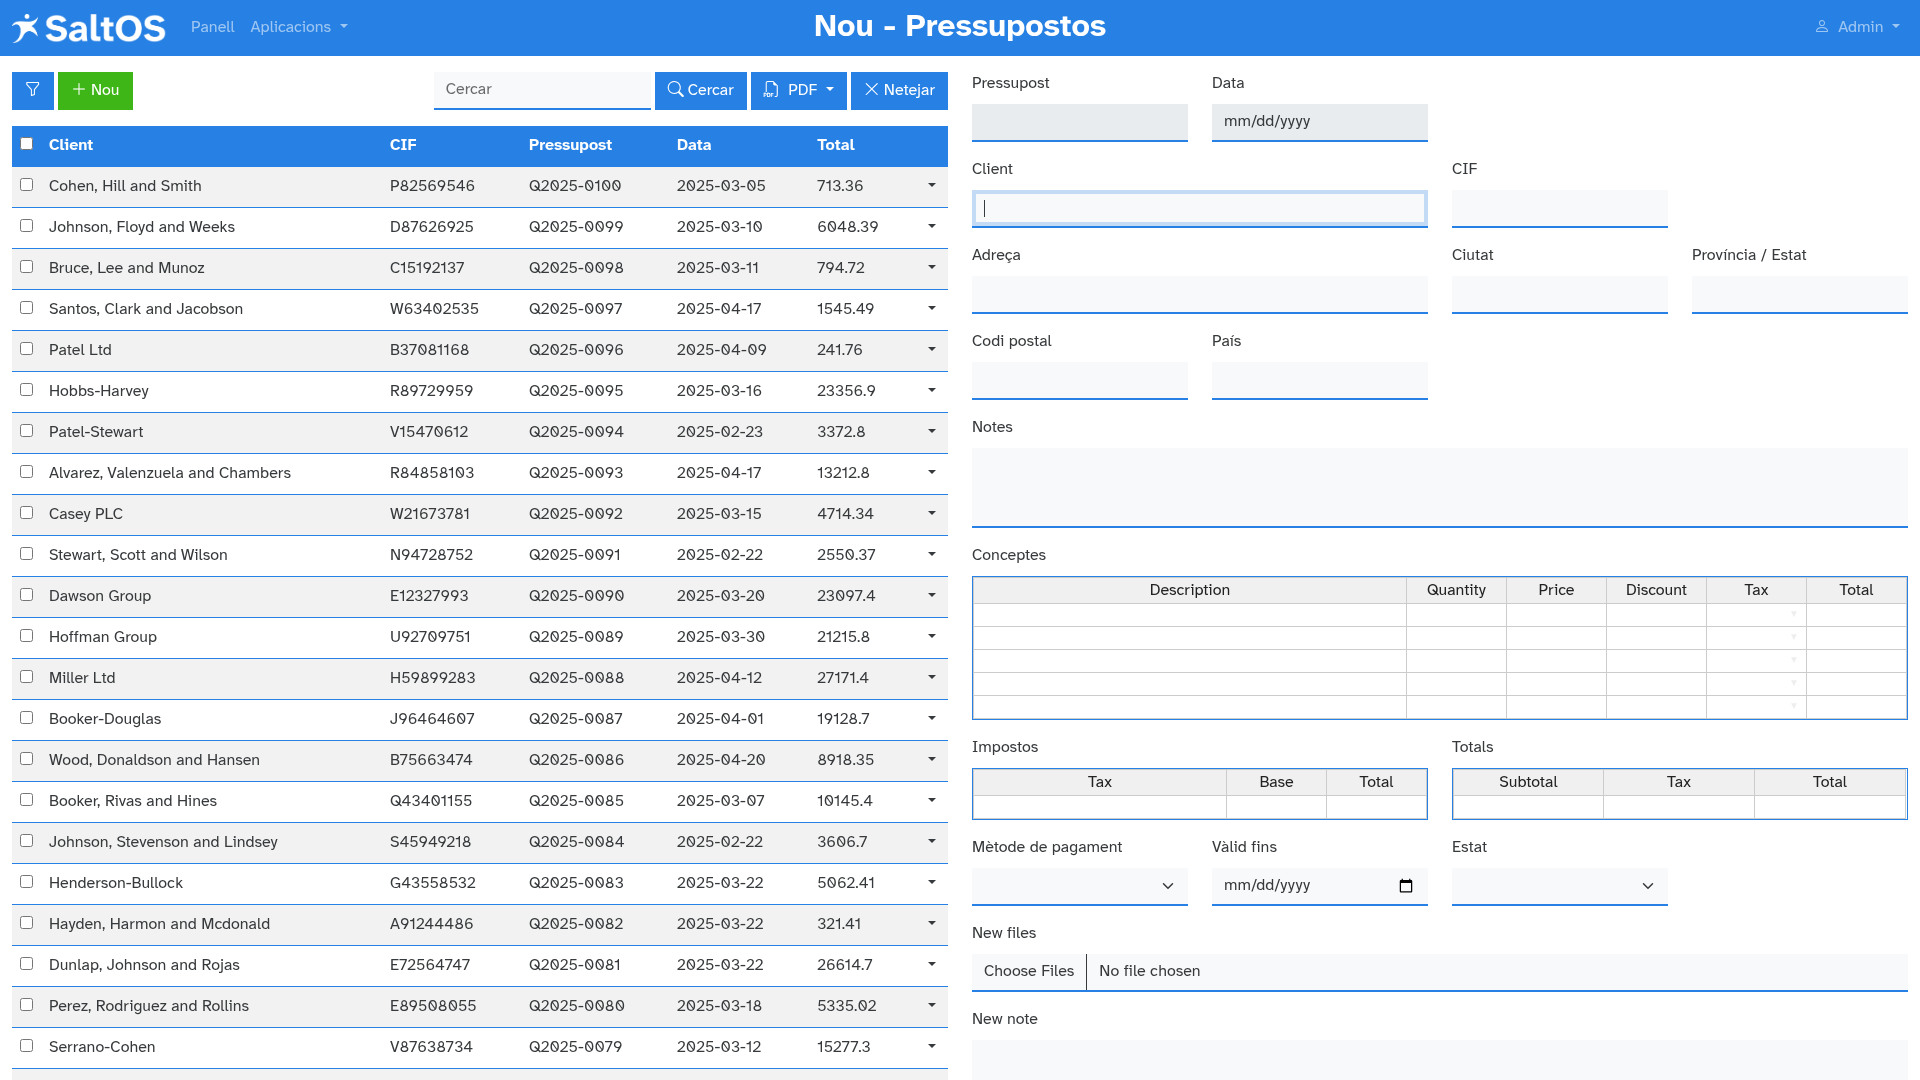 SaltOS Panell Aplicacions Nou - Pressupostos Admin
Nou Cercar Cercar PDF Netejar
Client CIF Pressupost Data Total
Cohen, Hill and Smith P82569546 Q2025-0100 2025-03-05 713.36
Johnson, Floyd and Weeks D87626925 Q2025-0099 2025-03-10 6048.39
Bruce, Lee and Munoz C15192137 Q2025-0098 2025-03-11 794.72
Santos, Clark and Jacobson W63402535 Q2025-0097 2025-04-17 1545.49
Patel Ltd B37081168 Q2025-0096 2025-04-09 241.76
Hobbs-Harvey R89729959 Q2025-0095 2025-03-16 23356.9
Patel-Stewart V15470612 Q2025-0094 2025-02-23 3372.8
Alvarez, Valenzuela and Chambers R84858103 Q2025-0093 2025-04-17 13212.8
Casey PLC W21673781 Q2025-0092 2025-03-15 4714.34
Stewart, Scott and Wilson N94728752 Q2025-0091 2025-02-22 2550.37
Dawson Group E12327993 Q2025-0090 2025-03-20 23097.4
Hoffman Group U92709751 Q2025-0089 2025-03-30 21215.8
Miller Ltd H59899283 Q2025-0088 2025-04-12 27171.4
Booker-Douglas J96464607 Q2025-0087 2025-04-01 19128.7
Wood, Donaldson and Hansen B75663474 Q2025-0086 2025-04-20 8918.35
Booker, Rivas and Hines Q43401155 Q2025-0085 2025-03-07 10145.4
Johnson, Stevenson and Lindsey S45949218 Q2025-0084 2025-02-22 3606.7
Henderson-Bullock G43558532 Q2025-0083 2025-03-22 5062.41
Hayden, Harmon and Mcdonald A91244486 Q2025-0082 2025-03-22 321.41
Dunlap, Johnson and Rojas E72564747 Q2025-0081 2025-03-22 26614.7
Perez, Rodriguez and Rollins E89508055 Q2025-0080 2025-03-18 5335.02
Serrano-Cohen V87638734 Q2025-0079 2025-03-12 15277.3
Pressupost Data
mm/dd/yyyy
Client CIF
Adreça Ciutat Província / Estat
Codi postal País
Notes
Conceptes
Description Quantity Price Discount Tax Total
Impostos Totals
Tax Base Total Subtotal Tax Total
Mètode de pagament Vàlid fins Estat
mm/dd/yyyy
New files
Choose Files No file chosen
New note